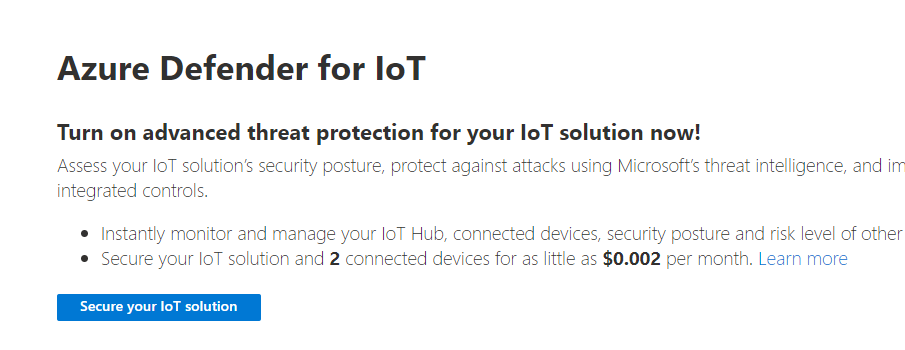 Azure Defender for IoT
Turn on advanced threat protection for your IoT solution now!
Assess your IoT solution’s security posture, protect against attacks using Microsoft’s threat intelligence, and im
integrated controls.
Instantly monitor and manage your IoT Hub, connected devices, security posture and risk level of other
Secure your IoT solution and 2 connected devices for as little as $0.002 per month. Learn more
Secure your IoT solution